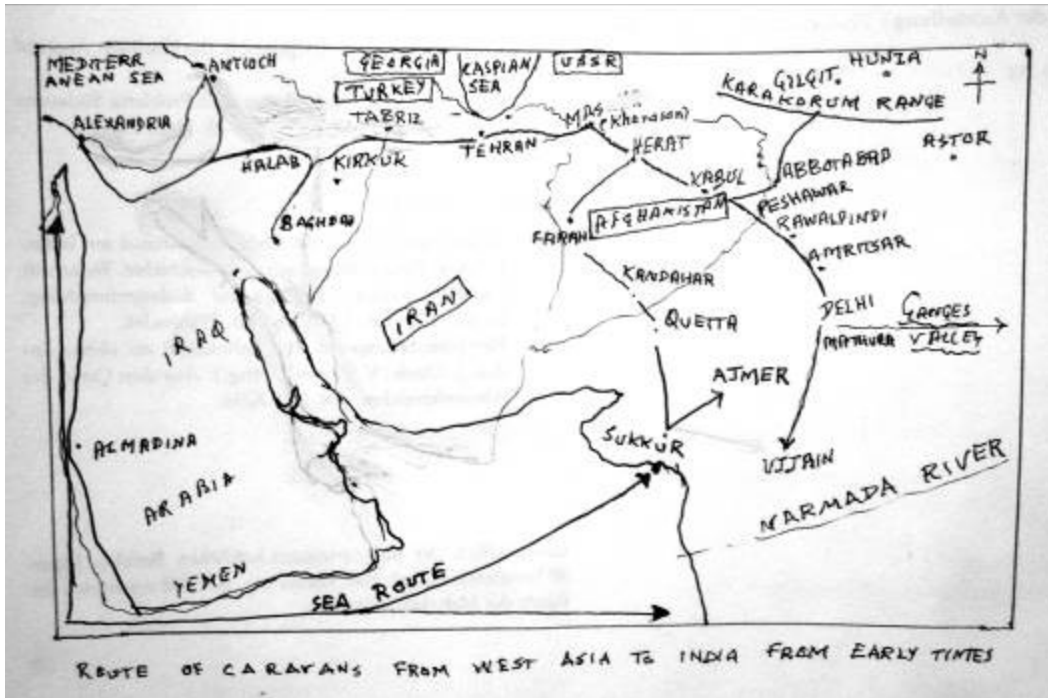 MEDITERR
ANEAN SEA
ANTIOCH
GEORGIA
TURKEY
TABRIZ
KASPIAN
SEA
USSR
N
HUNZA
GILGIT
KARAKORUM RANGE
ASTOR
ALEXANDRIA
HALAB
KIRKUK
TEHRAN
MAS (Khorasan)
HERAT
KABUL
ABBOTABAD
PESHAWAR
RAWALPINDI
AMRITSAR
BAGHDAD
FARAH
AFGHANISTAN
KANDAHAR
QUETTA
DELHI
MATHURA
GANGES
VALLEY
IRAQ
IRAN
AJMER
SUKKUR
UJJAIN
ALMADINA
ARABIA
YEMEN
NARMADA RIVER
SEA ROUTE
ROUTE OF CARAVANS FROM WEST ASIA TO INDIA FROM EARLY TIMES